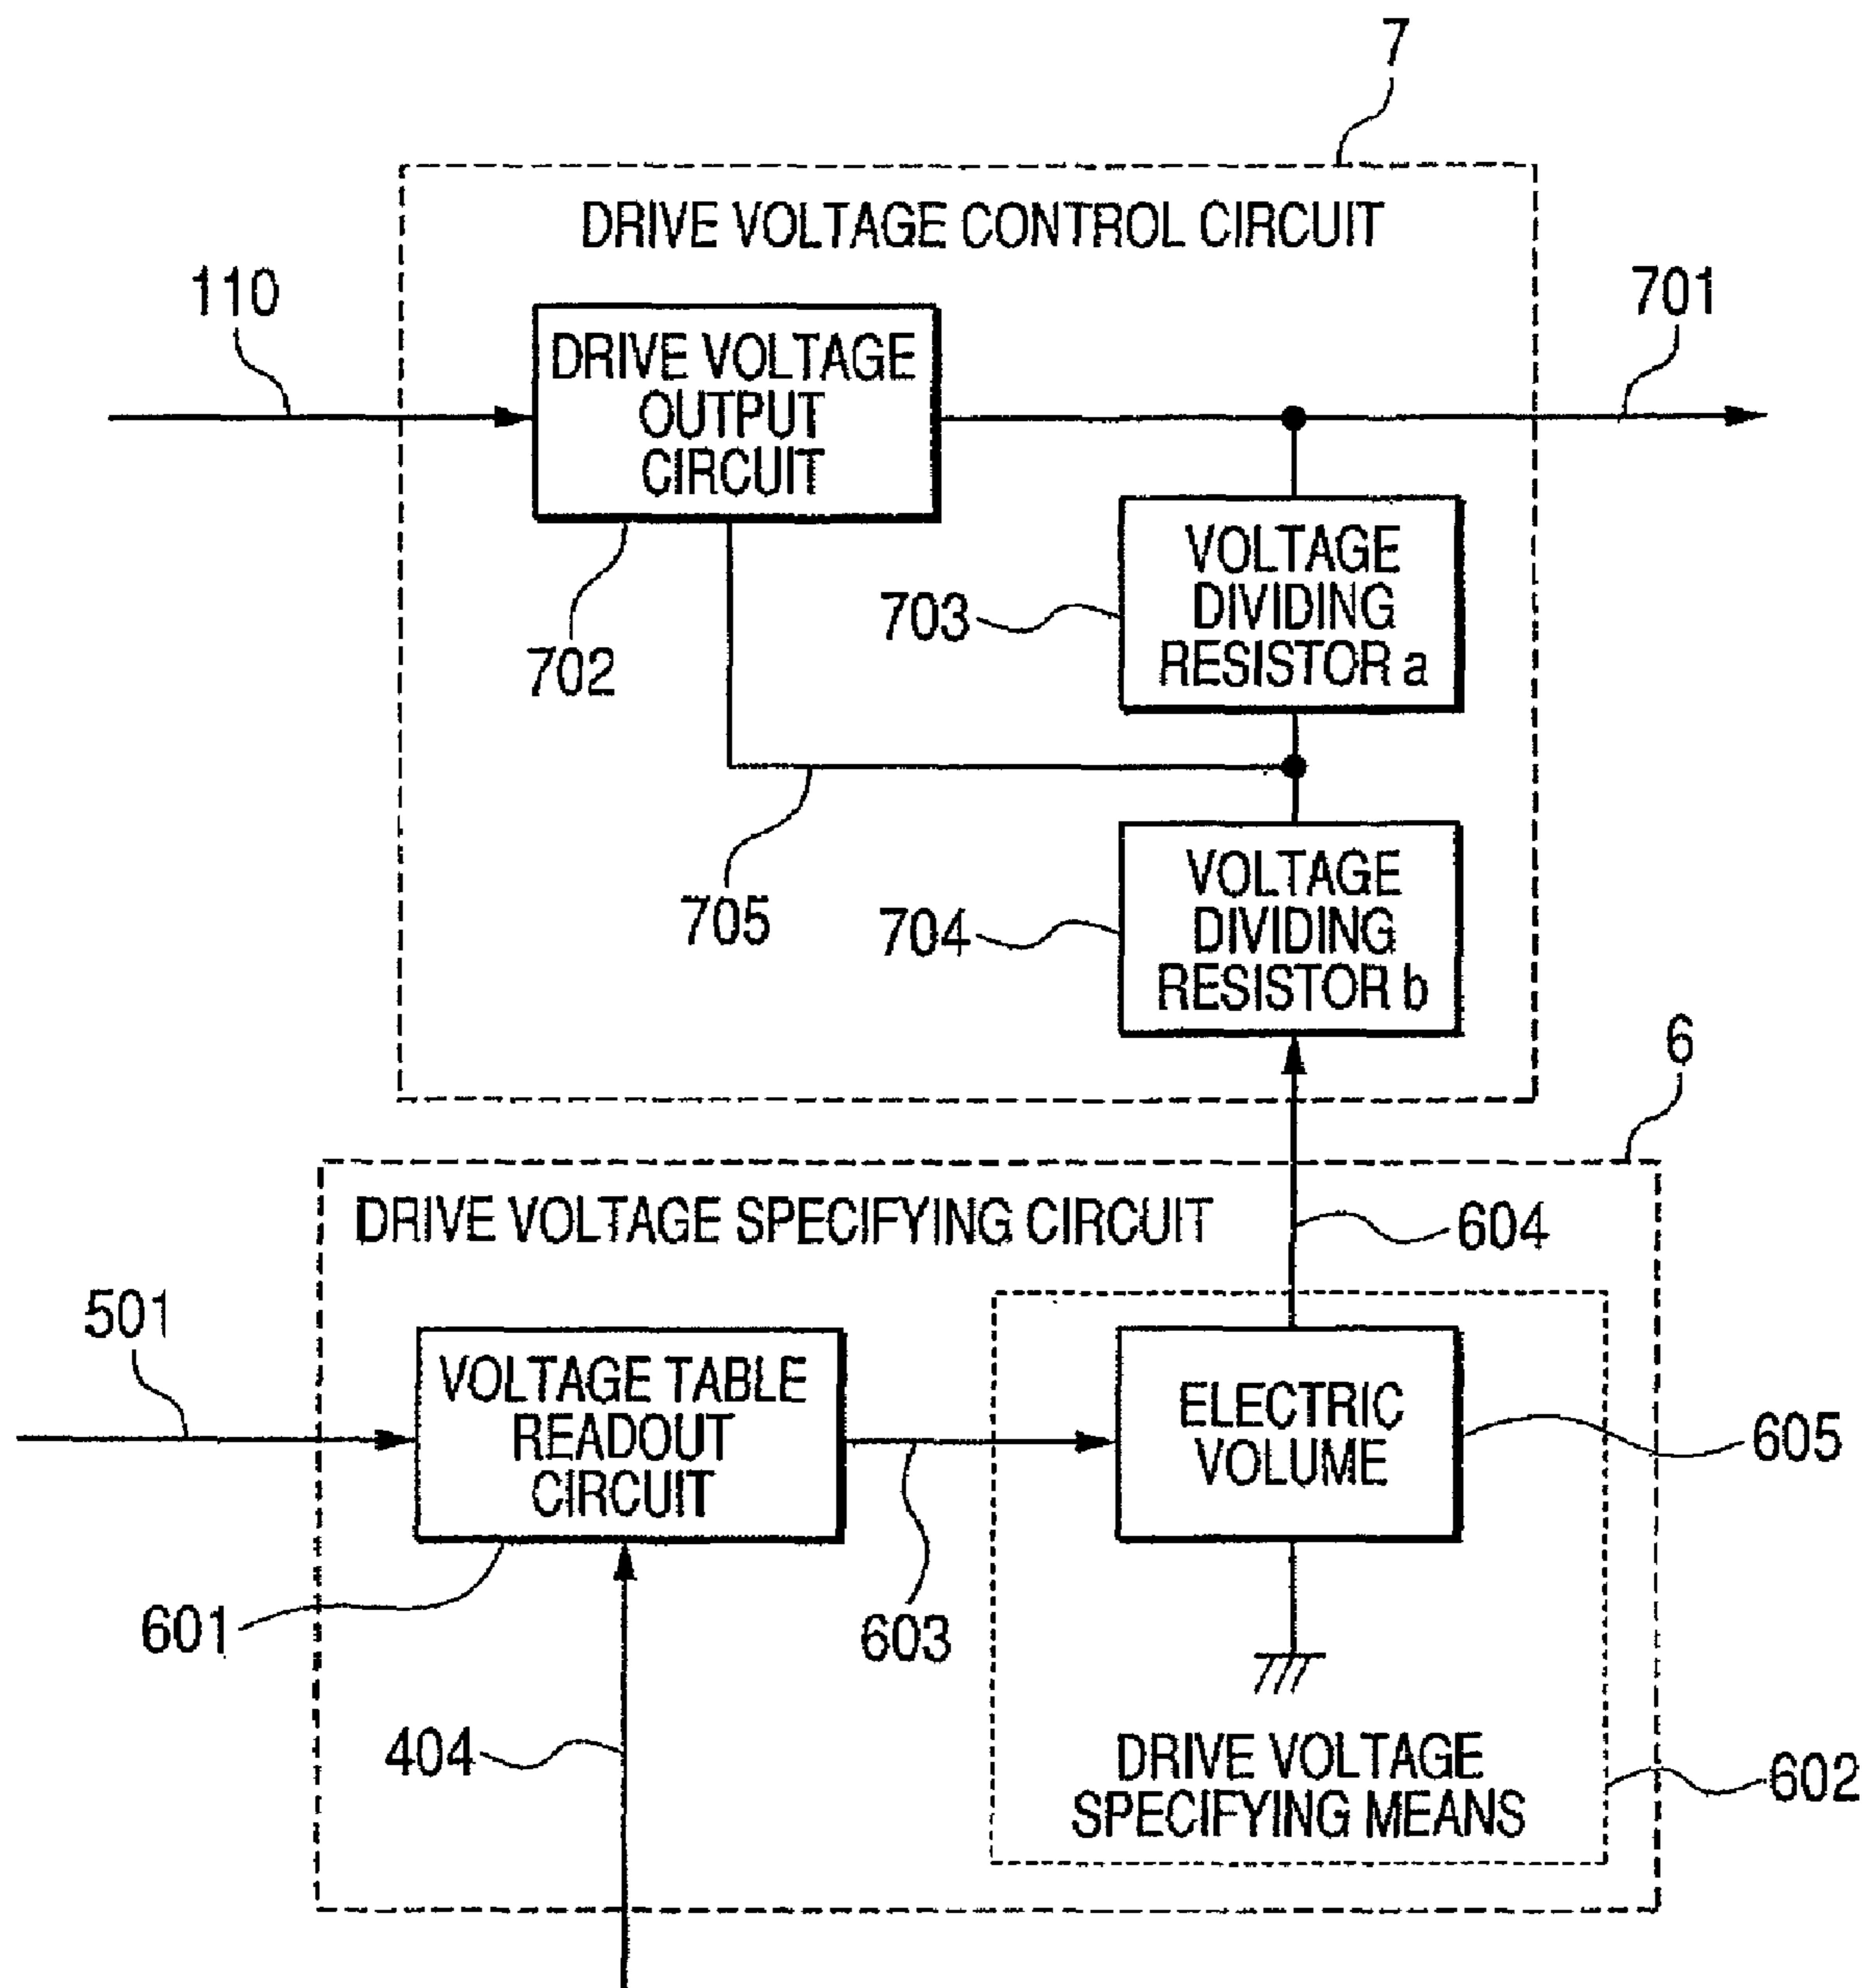 7
DRIVE VOLTAGE CONTROL CIRCUIT
110
701
DRIVE VOLTAGE
OUTPUT
CIRCUIT
VOLTAGE
DIVIDING
RESISTOR a
703
702
VOLTAGE
DIVIDING
RESISTOR b
705
704
6
DRIVE VOLTAGE SPECIFYING CIRCUIT
604
501
VOLTAGE TABLE
READOUT
CIRCUIT
ELECTRIC
VOLUME
605
601
603
404
DRIVE VOLTAGE
SPECIFYING MEANS
602